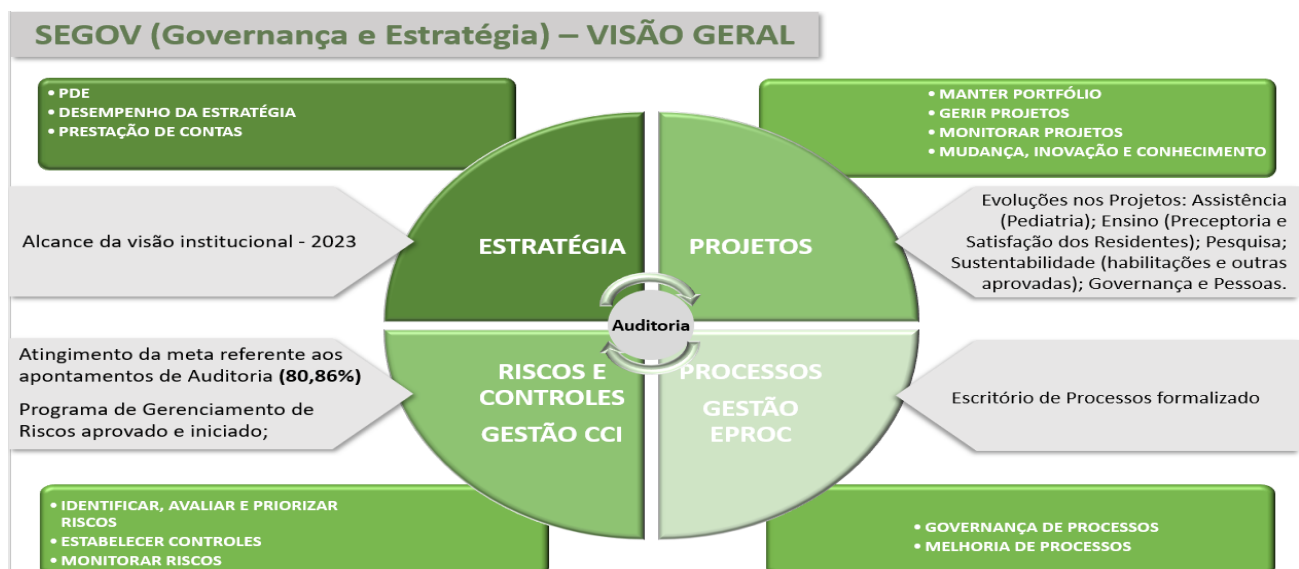 SEGOV (Governança e Estratégia) – VISÃO GERAL
• PDE
• DESEMPENHO DA ESTRATÉGIA
• PRESTAÇÃO DE CONTAS
• MANTER PORTFÓLIO
• GERIR PROJETOS
• MONITORAR PROJETOS
• MUDANÇA, INOVAÇÃO E CONHECIMENTO
Alcance da visão institucional - 2023
ESTRATÉGIA
PROJETOS
Evoluções nos Projetos: Assistência
(Pediatria); Ensino (Preceptoria e
Satisfação dos Residentes); Pesquisa;
Sustentabilidade (habilitações e outras
aprovadas); Governança e Pessoas.
Auditoria
Atingimento da meta referente aos
apontamentos de Auditoria (80,86%)
Programa de Gerenciamento de
Riscos aprovado e iniciado;
RISCOS E
CONTROLES
GESTÃO CCI
PROCESSOS
GESTÃO
EPROC
Escritório de Processos formalizado
• IDENTIFICAR, AVALIAR E PRIORIZAR
RISCOS
• ESTABELECER CONTROLES
• MONITORAR RISCOS
• GOVERNANÇA DE PROCESSOS
• MELHORIA DE PROCESSOS